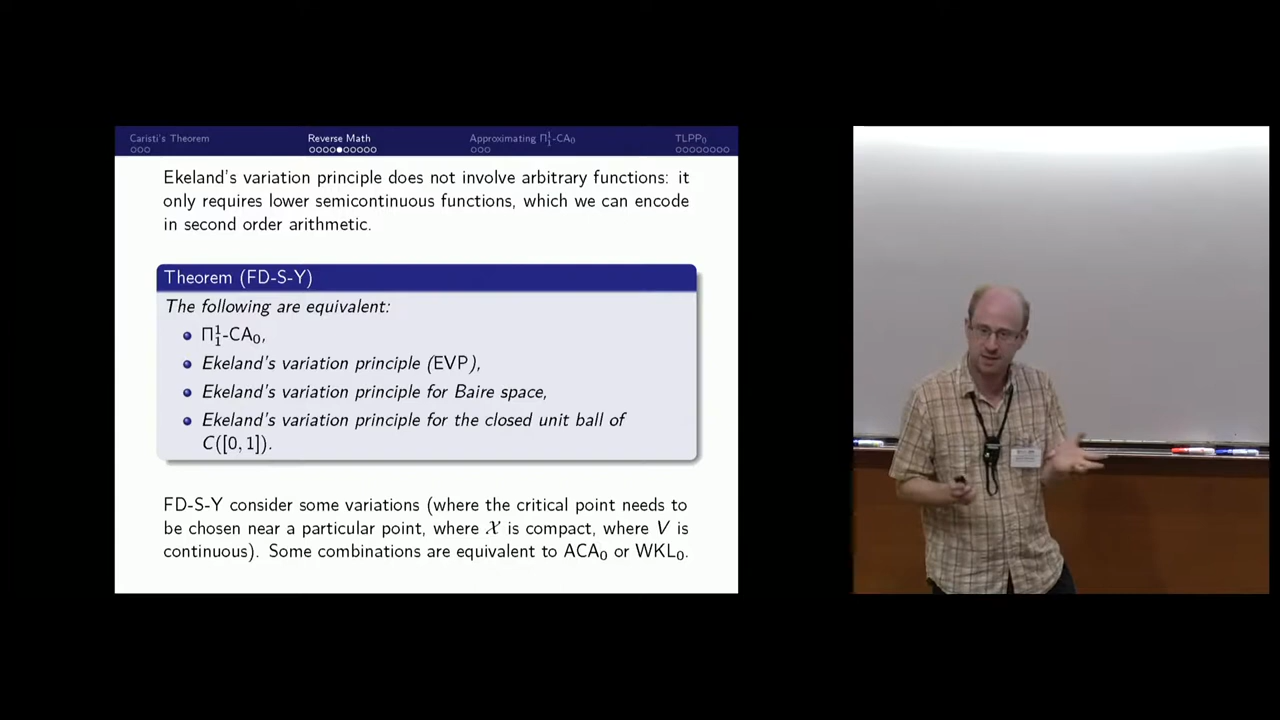 Caristi's Theorem Reverse Math Approximating Π¹₁-CA₀ TLPP₀
Ekeland's variation principle does not involve arbitrary functions: it
only requires lower semicontinuous functions, which we can encode
in second order arithmetic.
Theorem (FD-S-Y)
The following are equivalent:
Π¹₁-CA₀,
Ekeland's variation principle (EVP),
Ekeland's variation principle for Baire space,
Ekeland's variation principle for the closed unit ball of
C([0, 1]).
FD-S-Y consider some variations (where the critical point needs to
be chosen near a particular point, where 𝒳 is compact, where V is
continuous). Some combinations are equivalent to ACA₀ or WKL₀.